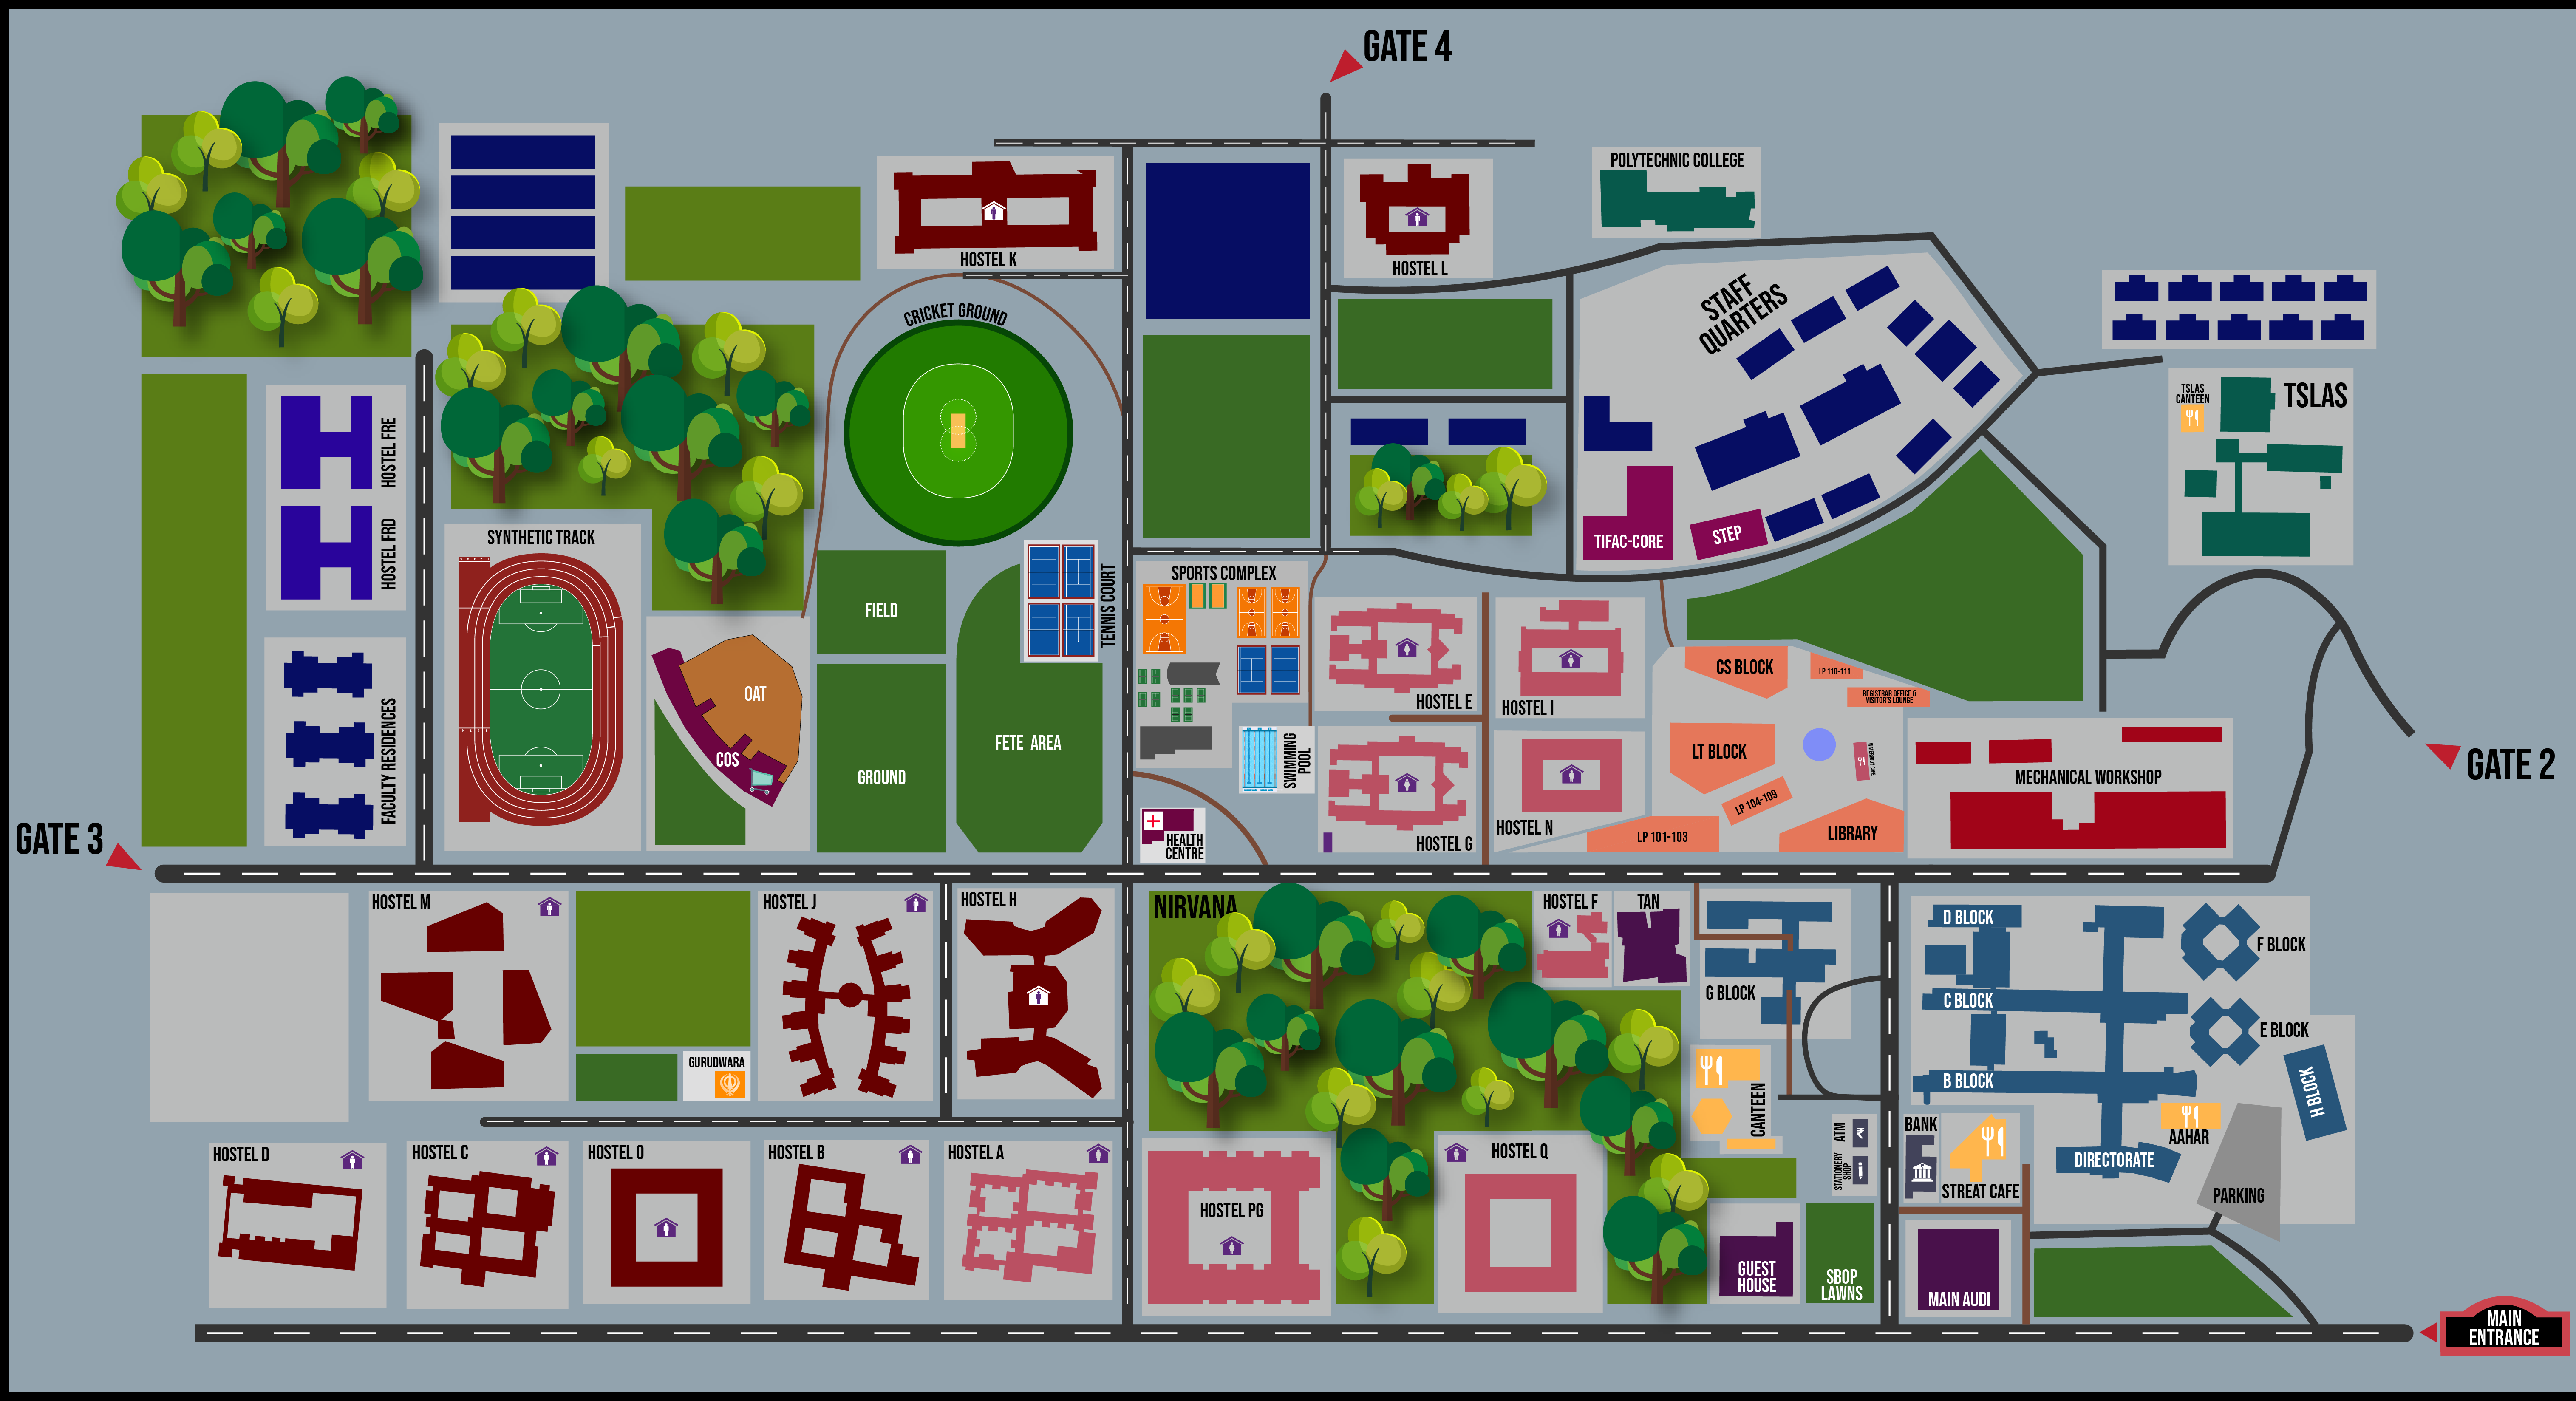 GATE 4
POLYTECHNIC COLLEGE
HOSTEL K
HOSTEL L
STAFF
QUARTERS
CRICKET GROUND
TSLAS
CANTEEN
TSLAS
HOSTEL FRE
HOSTEL FRD
SYNTHETIC TRACK
TENNIS COURT
SPORTS COMPLEX
TIFAC-CORE
STEP
FIELD
FACULTY RESIDENCES
OAT
COS
GROUND
FETE AREA
SWIMMING
POOL
HOSTEL E
HOSTEL I
CS BLOCK
LP 110-111
REGISTRAR OFFICE &
VISITOR'S LOUNGE
LT BLOCK
LP 104-109
MECHANICAL WORKSHOP
GATE 2
GATE 3
HEALTH
CENTRE
HOSTEL G
HOSTEL N
LP 101-103
LIBRARY
HOSTEL M
HOSTEL J
HOSTEL H
NIRVANA
HOSTEL F
TAN
G BLOCK
D BLOCK
F BLOCK
C BLOCK
E BLOCK
B BLOCK
H BLOCK
GURUDWARA
CANTEEN
ATM
STATIONERY
SHOP
BANK
STREAT CAFE
AAHAR
DIRECTORATE
PARKING
HOSTEL D
HOSTEL C
HOSTEL O
HOSTEL B
HOSTEL A
HOSTEL PG
HOSTEL Q
GUEST
HOUSE
SBOP
LAWNS
MAIN AUDI
MAIN
ENTRANCE